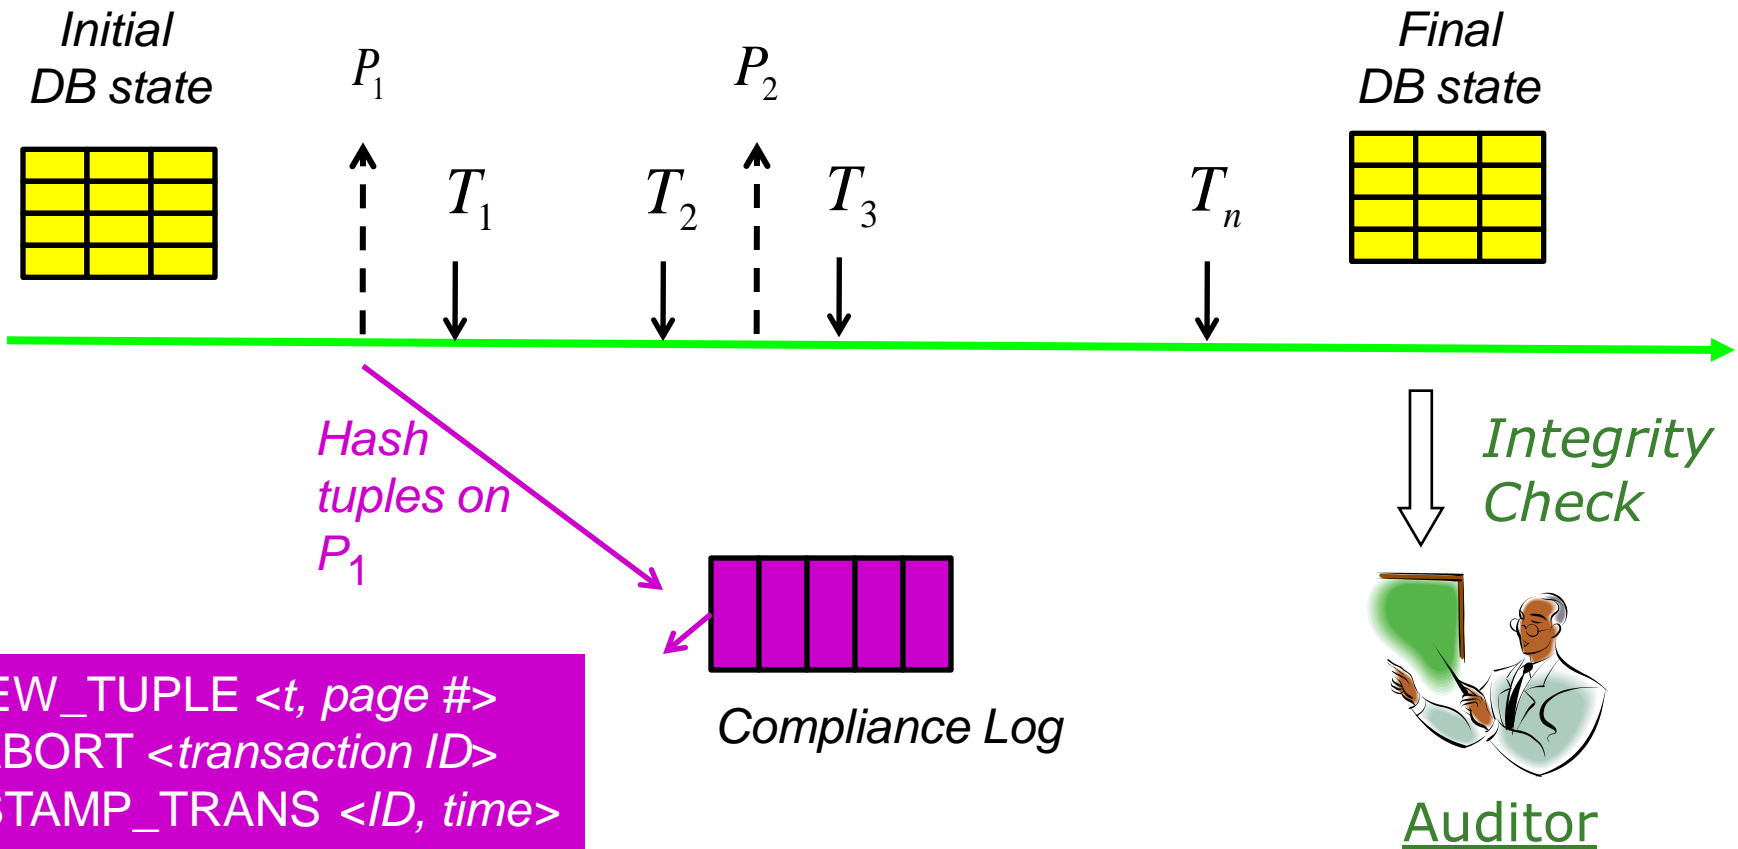 Initial
DB state
P1
P2
Final
DB state
T1
T2
T3
Tn
Hash
tuples on
P1
Integrity
Check
EW_TUPLE <t, page #>
BORT <transaction ID>
STAMP_TRANS <ID, time>
Compliance Log
Auditor